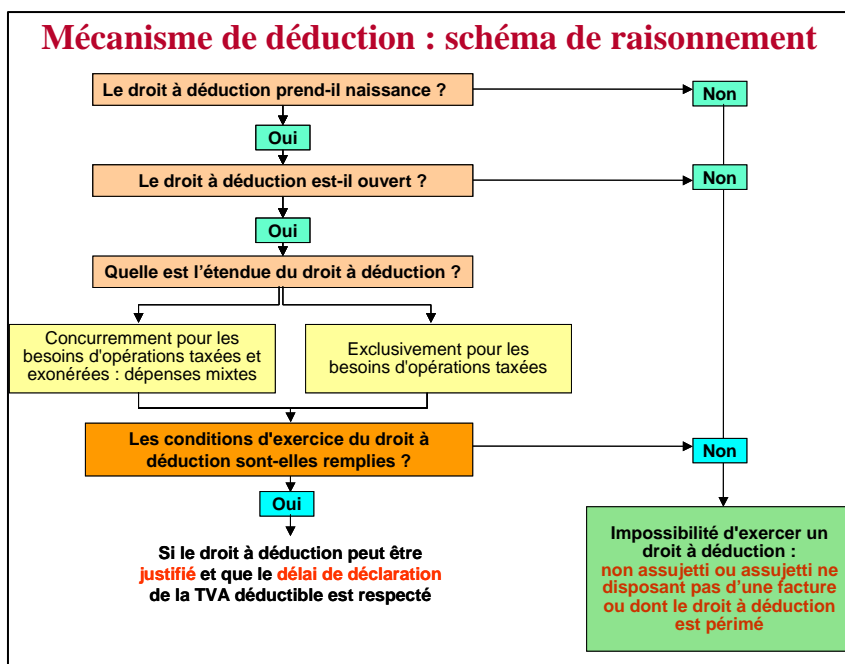 Mécanisme de déduction : schéma de raisonnement
Le droit à déduction prend-il naissance ?
Non
Oui
Le droit à déduction est-il ouvert ?
Non
Oui
Quelle est l'étendue du droit à déduction ?
Concurremment pour les
besoins d'opérations taxées et
exonérées : dépenses mixtes
Exclusivement pour les
besoins d'opérations taxées
Les conditions d'exercice du droit à
déduction sont-elles remplies ?
Non
Oui
Si le droit à déduction peut être
justifié et que le délai de déclaration
de la TVA déductible est respecté
Impossibilité d'exercer un
droit à déduction :
non assujetti ou assujetti ne
disposant pas d’une facture
ou dont le droit à déduction
est périmé